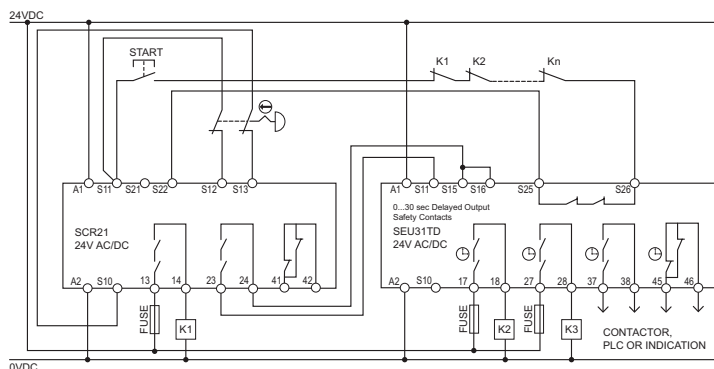 24VDC
START
K1 K2 Kn
A1 S11 S21 S22 S12 S13
A1 S11 S15 S16 S25 S26
SCR21
24V AC/DC
0...30 sec Delayed Output
Safety Contacts
SEU31TD
24V AC/DC
A2 S10 13 14 23 24 41 42
A2 S10 17 18 27 28 37 38 45 46
FUSE K1 FUSE K2 FUSE K3
CONTACTOR,
PLC OR INDICATION
0VDC